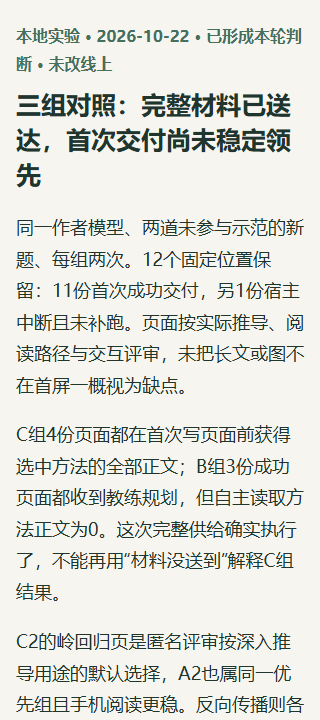 本地实验 • 2026-10-22 • 已形成本轮判
断 • 未改线上
三组对照：完整材料已送
达，首次交付尚未稳定领
先
同一作者模型、两道未参与示范的新
题、每组两次。12个固定位置保
留：11份首次成功交付，另1份宿主
中断且未补跑。页面按实际推导、阅
读路径与交互评审，未把长文或图不
在首屏一概视为缺点。
C组4份页面都在首次写页面前获得
选中方法的全部正文；B组3份成功
页面都收到教练规划，但自主读取方
法正文为0。这次完整供给确实执行
了，不能再用“材料没送到”解释C组
结果。
C2的岭回归页是匿名评审按深入推
导用途的默认选择，A2也属同一优
先组且手机阅读更稳。反向传播则各